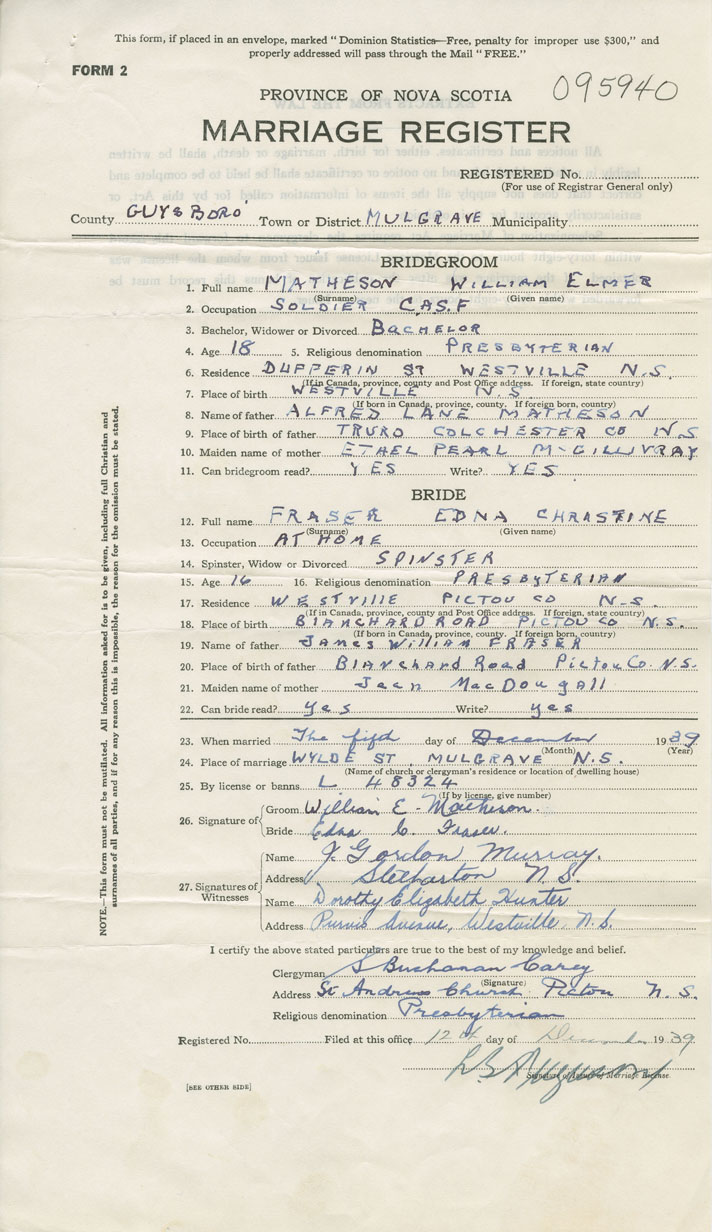 This form, if placed in an envelope, marked "Dominion Statistics—Free, penalty for improper use $300," and
properly addressed will pass through the Mail "FREE."
FORM 2
PROVINCE OF NOVA SCOTIA 095940
MARRIAGE REGISTER
REGISTERED No.
(For use of Registrar General only)
County GUYSBORO' Town or District MULGRAVE Municipality
BRIDEGROOM
1. Full name MATHESON WILLIAM ELMER
(Surname) (Given name)
2. Occupation SOLDIER C.A.S.F
3. Bachelor, Widower or Divorced BACHELOR
4. Age 18 5. Religious denomination PRESBYTERIAN
6. Residence DUFFERIN ST WESTVILLE N.S.
(If in Canada, province, county and Post Office address. If foreign, state country)
7. Place of birth WESTVILLE N.S.
(If born in Canada, province, county. If foreign born, country)
8. Name of father ALFRED LANE MATHESON
9. Place of birth of father TRURO COLCHESTER CO N.S
10. Maiden name of mother ETHEL PEARL McGILLIVRAY
11. Can bridegroom read? YES Write? YES
BRIDE
12. Full name FRASER EDNA CHRISTINE
(Surname) (Given name)
13. Occupation AT HOME
14. Spinster, Widow or Divorced SPINSTER
15. Age 16 16. Religious denomination PRESBYTERIAN
17. Residence WESTVILLE PICTOU CO N.S.
(If in Canada, province, county and Post Office address. If foreign, state country)
18. Place of birth BlANCHARD ROAD PICTOU CO N.S.
(If born in Canada, province, county. If foreign born, country)
19. Name of father James William FRASER
20. Place of birth of father Blanchard Road Pictou Co. N.S.
21. Maiden name of mother Jean MacDougall
22. Can bride read? yes Write? yes
23. When married The fifth day of December 1939
(Month) (Year)
24. Place of marriage WYLDE ST, MULGRAVE N.S.
(Name of church or clergyman's residence or location of dwelling house)
25. By license or banns L 48324
(If by license, give number)
26. Signature of Groom William E. Matheson.
Bride Edna C. Fraser.
27. Signatures of Witnesses
Name J. Gordon Murray.
Address Stellarton N.S.
Name Dorothy Elizabeth Hunter
Address Purvis Avenue, Westville, N.S.
I certify the above stated particulars are true to the best of my knowledge and belief.
Clergyman S Buchanan Carey
(Signature)
Address St Andrews Church Pictou N.S.
Religious denomination Presbyterian
Registered No. Filed at this office 12th day of December 1939
Signature of Issuer of Marriage License
[SEE OTHER SIDE]
NOTE.—This form must not be mutilated. All information asked for is to be given, including full Christian and
surnames of all parties, and if for any reason this is impossible, the reason for the omission must be stated.